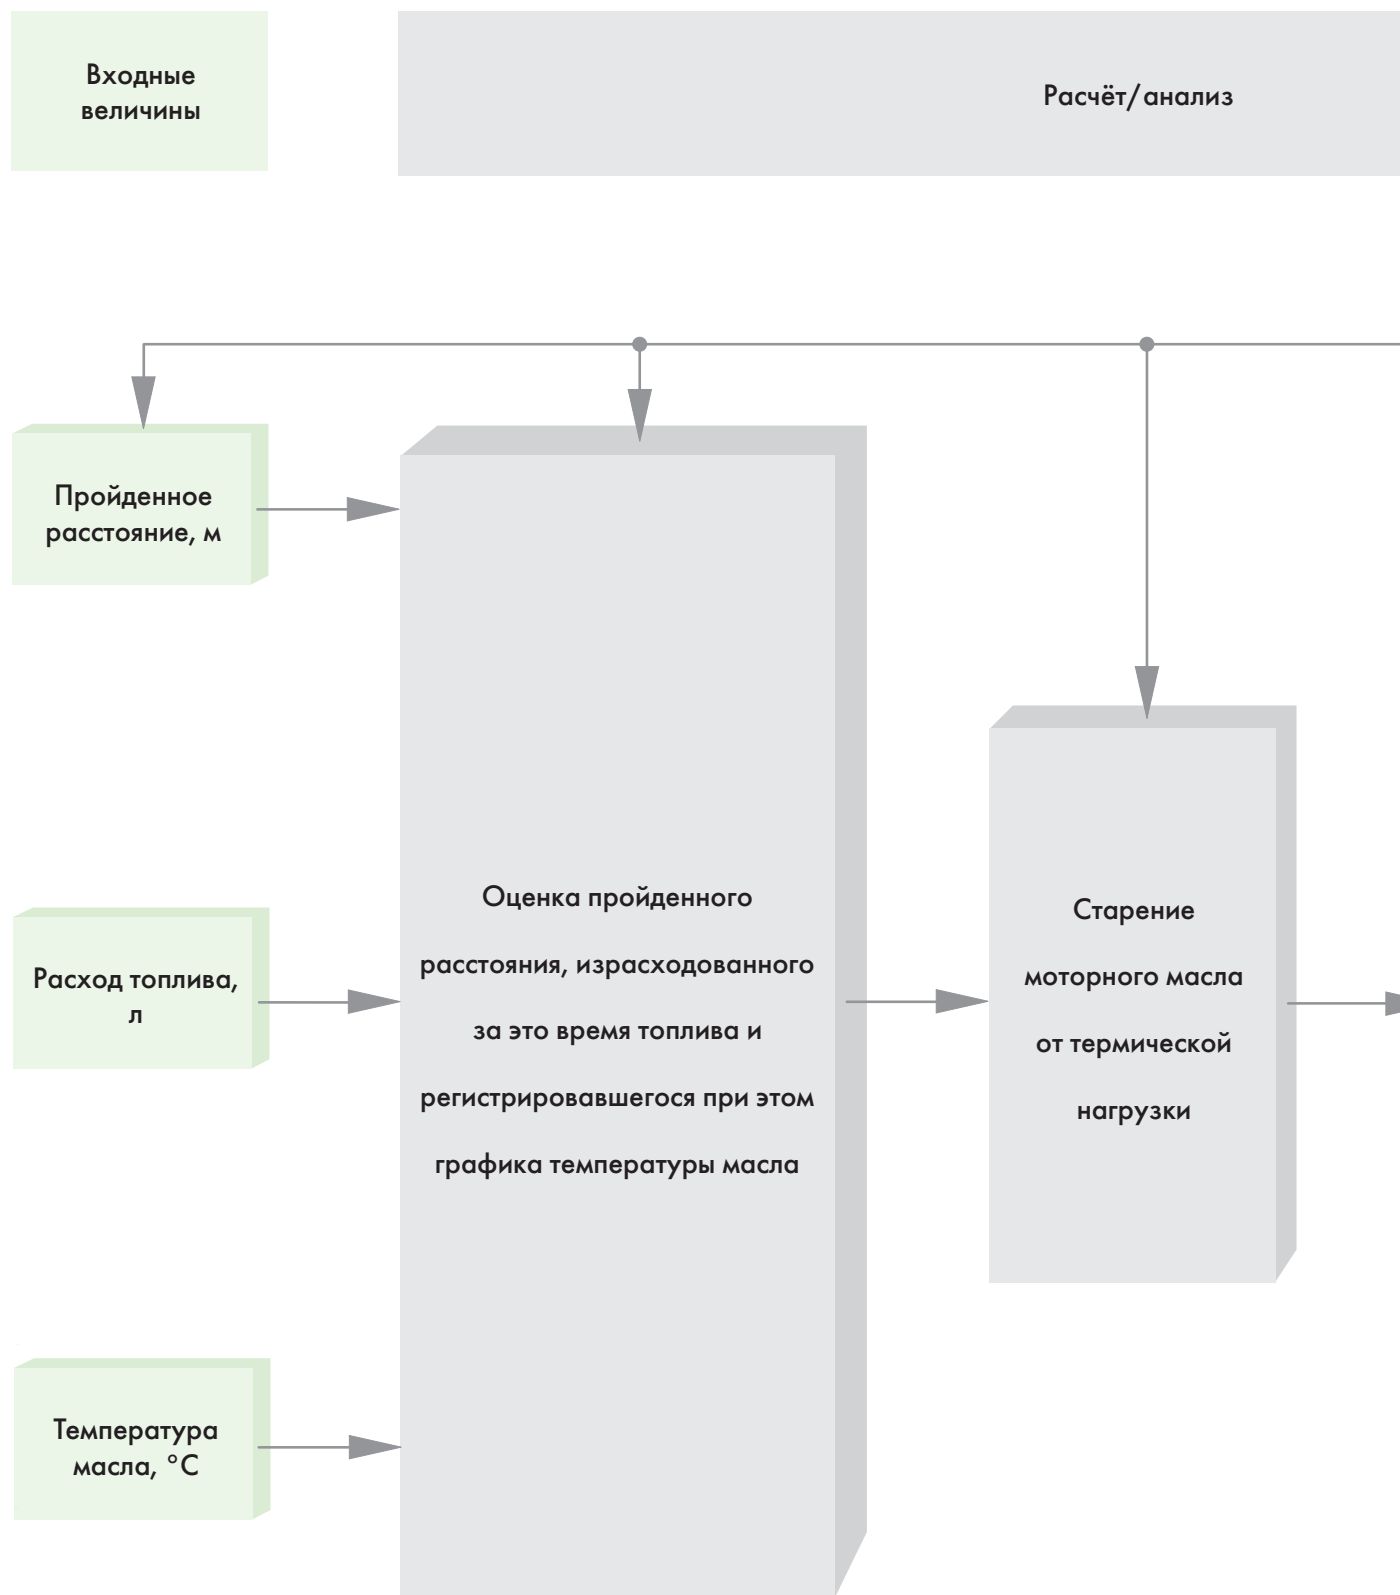 Входные
величины
Расчёт/анализ
Пройденное
расстояние, м
Расход топлива,
л
Температура
масла, °C
Оценка пройденного
расстояния, израсходованного
за это время топлива и
регистрировавшегося при этом
графика температуры масла
Старение
моторного масла
от термической
нагрузки